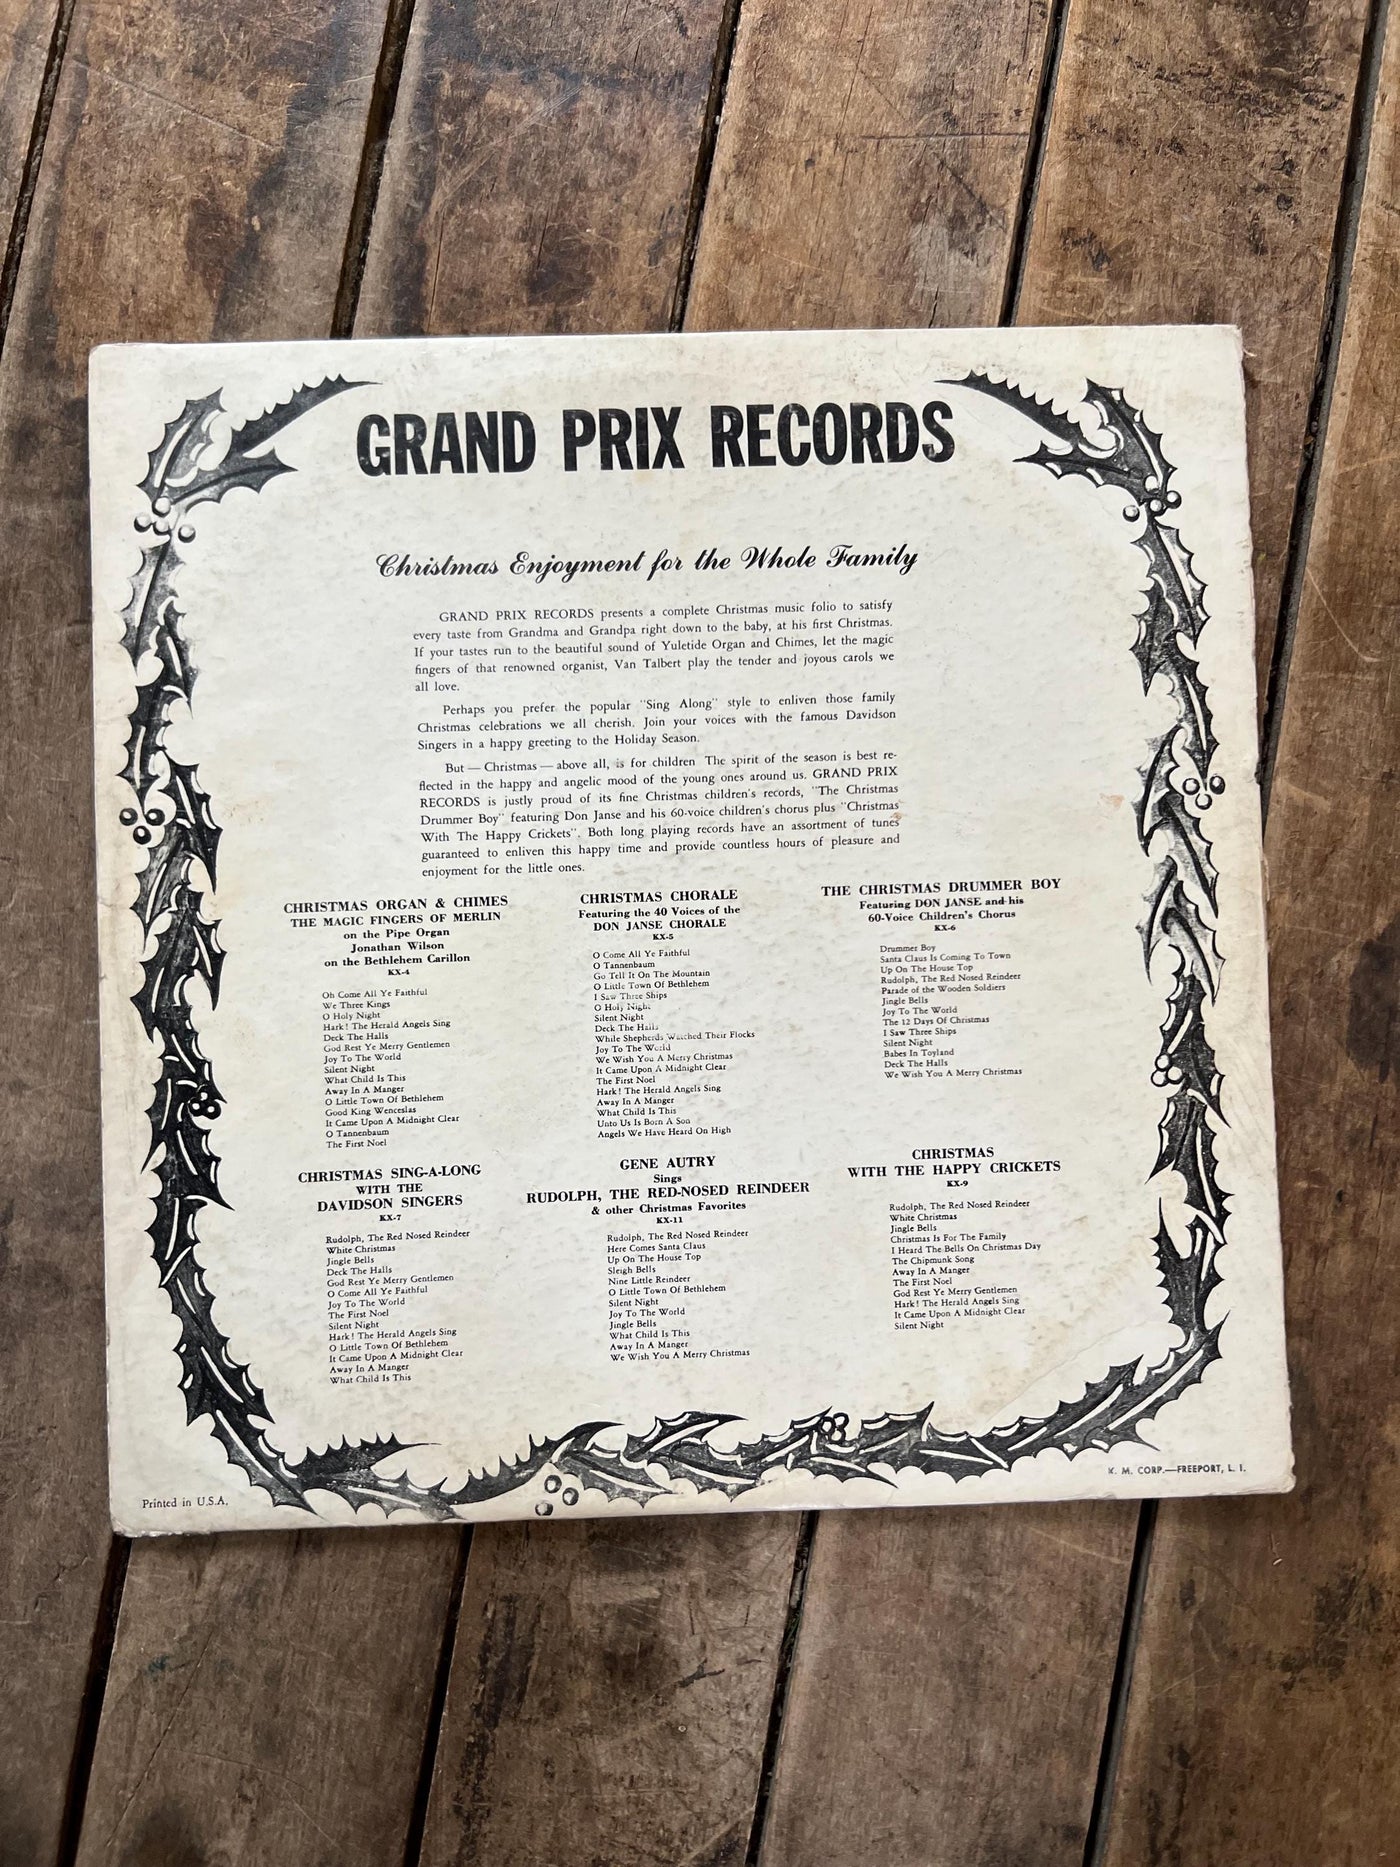 GRAND PRIX RECORDS
Christmas Enjoyment for the Whole Family
GRAND PRIX RECORDS presents a complete Christmas music folio to satisfy
every taste from Grandma and Grandpa right down to the baby, at his first Christmas.
If your tastes run to the beautiful sound of Yuletide Organ and Chimes, let the magic
fingers of that renowned organist, Van Talbert play the tender and joyous carols we
all love.
Perhaps you prefer the popular "Sing Along" style to enliven those family
Christmas celebrations we all cherish. Join your voices with the famous Davidson
Singers in a happy greeting to the Holiday Season.
But — Christmas — above all, is for children The spirit of the season is best re-
flected in the happy and angelic mood of the young ones around us. GRAND PRIX
RECORDS is justly proud of its fine Christmas children's records, "The Christmas
Drummer Boy" featuring Don Janse and his 60-voice children's chorus plus "Christmas
With The Happy Crickets". Both long playing records have an assortment of tunes
guaranteed to enliven this happy time and provide countless hours of pleasure and
enjoyment for the little ones.
CHRISTMAS ORGAN & CHIMES
THE MAGIC FINGERS OF MERLIN
on the Pipe Organ
Jonathan Wilson
on the Bethlehem Carillon
KX-4
Oh Come All Ye Faithful
We Three Kings
O Holy Night
Hark! The Herald Angels Sing
Deck The Halls
God Rest Ye Merry Gentlemen
Joy To The World
Silent Night
What Child Is This
Away In A Manger
O Little Town Of Bethlehem
Good King Wenceslas
It Came Upon A Midnight Clear
O Tannenbaum
The First Noel
CHRISTMAS CHORALE
Featuring the 40 Voices of the
DON JANSE CHORALE
KX-5
O Come All Ye Faithful
O Tannenbaum
Go Tell It On The Mountain
O Little Town Of Bethlehem
I Saw Three Ships
O Holy Night
Silent Night
Deck The Halls
While Shepherds Watched Their Flocks
Joy To The World
We Wish You A Merry Christmas
It Came Upon A Midnight Clear
The First Noel
Hark! The Herald Angels Sing
Away In A Manger
What Child Is This
Unto Us Is Born A Son
Angels We Have Heard On High
THE CHRISTMAS DRUMMER BOY
Featuring DON JANSE and his
60-Voice Children's Chorus
KX-6
Drummer Boy
Santa Claus Is Coming To Town
Up On The House Top
Rudolph, The Red Nosed Reindeer
Parade of the Wooden Soldiers
Jingle Bells
Joy To The World
The 12 Days Of Christmas
I Saw Three Ships
Silent Night
Babes In Toyland
Deck The Halls
We Wish You A Merry Christmas
CHRISTMAS SING-A-LONG
WITH THE
DAVIDSON SINGERS
KX-7
Rudolph, The Red Nosed Reindeer
White Christmas
Jingle Bells
Deck The Halls
God Rest Ye Merry Gentlemen
O Come All Ye Faithful
Joy To The World
The First Noel
Silent Night
Hark! The Herald Angels Sing
O Little Town Of Bethlehem
It Came Upon A Midnight Clear
Away In A Manger
What Child Is This
GENE AUTRY
Sings
RUDOLPH, THE RED-NOSED REINDEER
& other Christmas Favorites
KX-11
Rudolph, The Red Nosed Reindeer
Here Comes Santa Claus
Up On The House Top
Sleigh Bells
Nine Little Reindeer
O Little Town Of Bethlehem
Silent Night
Joy To The World
Jingle Bells
What Child Is This
Away In A Manger
We Wish You A Merry Christmas
CHRISTMAS
WITH THE HAPPY CRICKETS
KX-9
Rudolph, The Red Nosed Reindeer
White Christmas
Jingle Bells
Christmas Is For The Family
I Heard The Bells On Christmas Day
The Chipmunk Song
Away In A Manger
The First Noel
God Rest Ye Merry Gentlemen
Hark! The Herald Angels Sing
It Came Upon A Midnight Clear
Silent Night
Printed in U.S.A.
K. M. CORP.—FREEPORT, L. I.